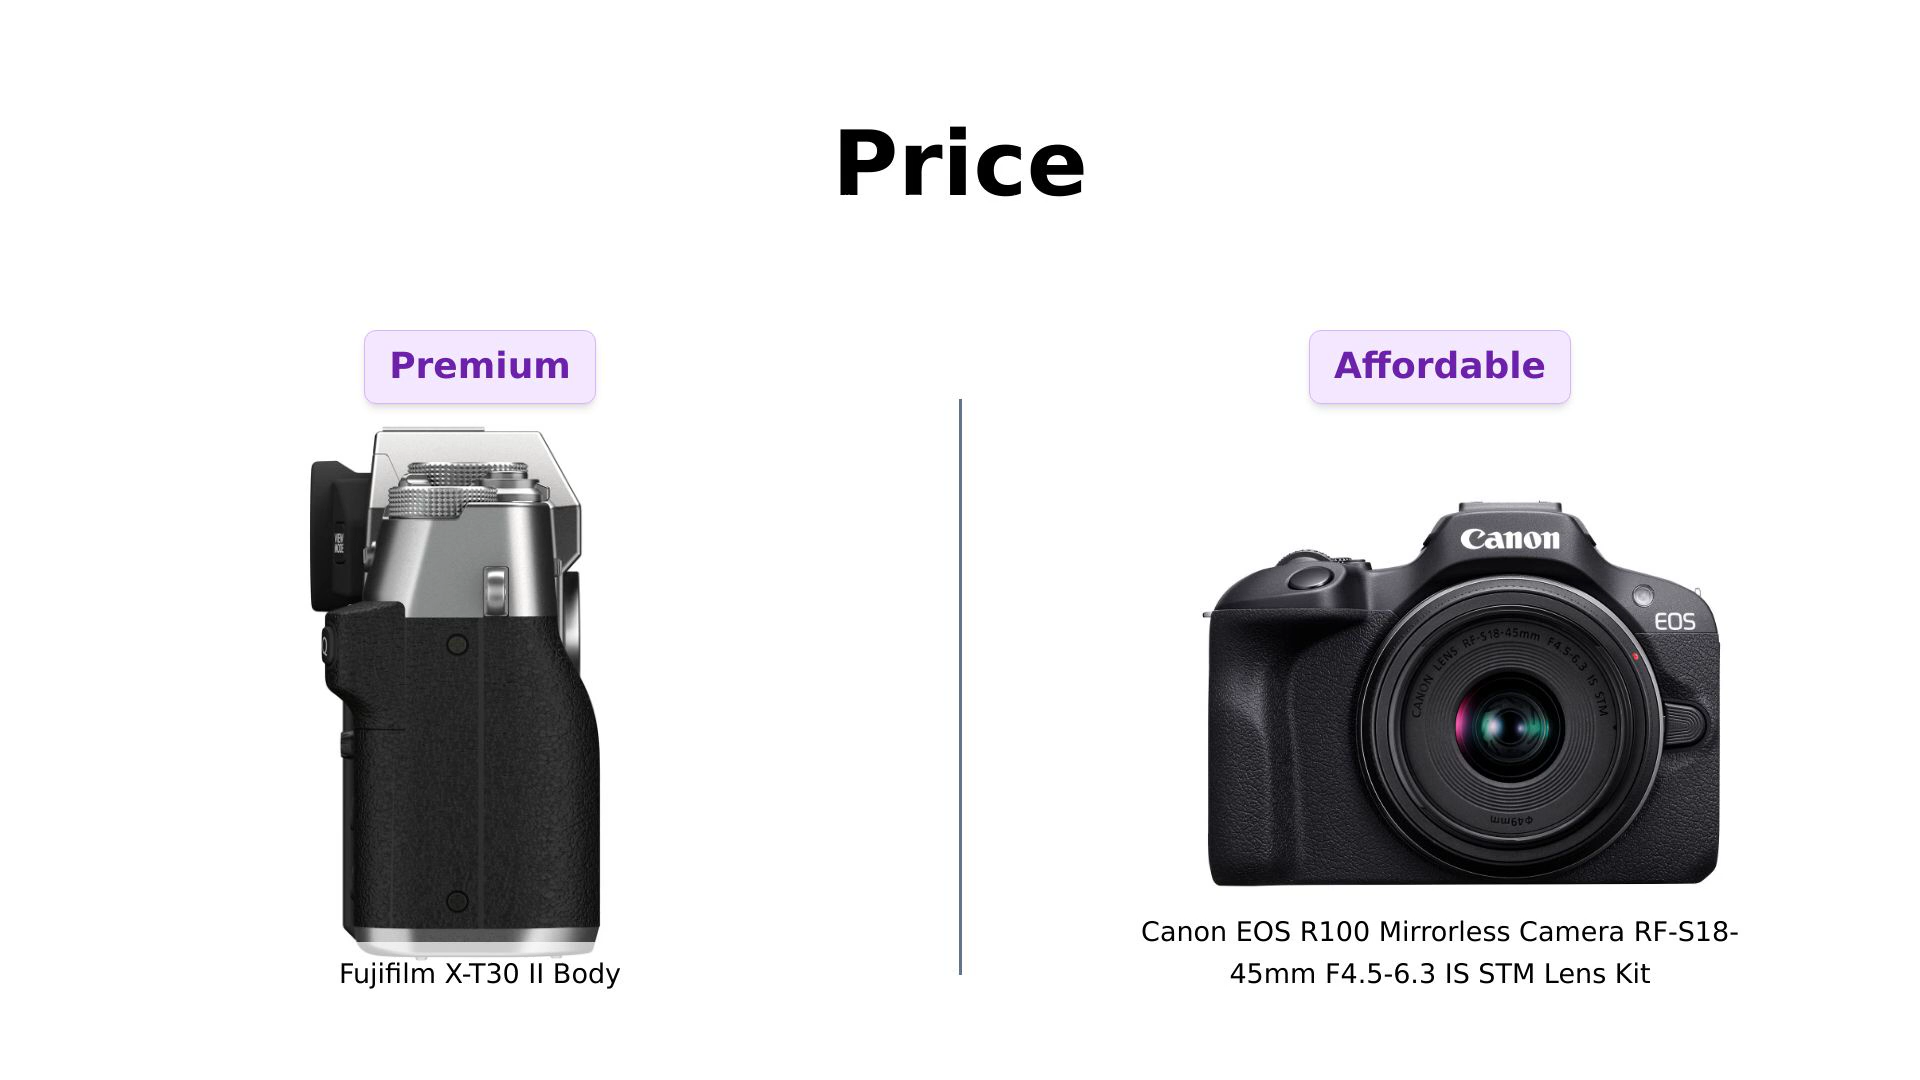 Price
Premium
Affordable
VIEW
MODE
Q
Fujifilm X-T30 II Body
Canon
EOS
CANON LENS RF-S18-45mm F4.5-6.3 IS STM
Φ49mm
Canon EOS R100 Mirrorless Camera RF-S18-
45mm F4.5-6.3 IS STM Lens Kit